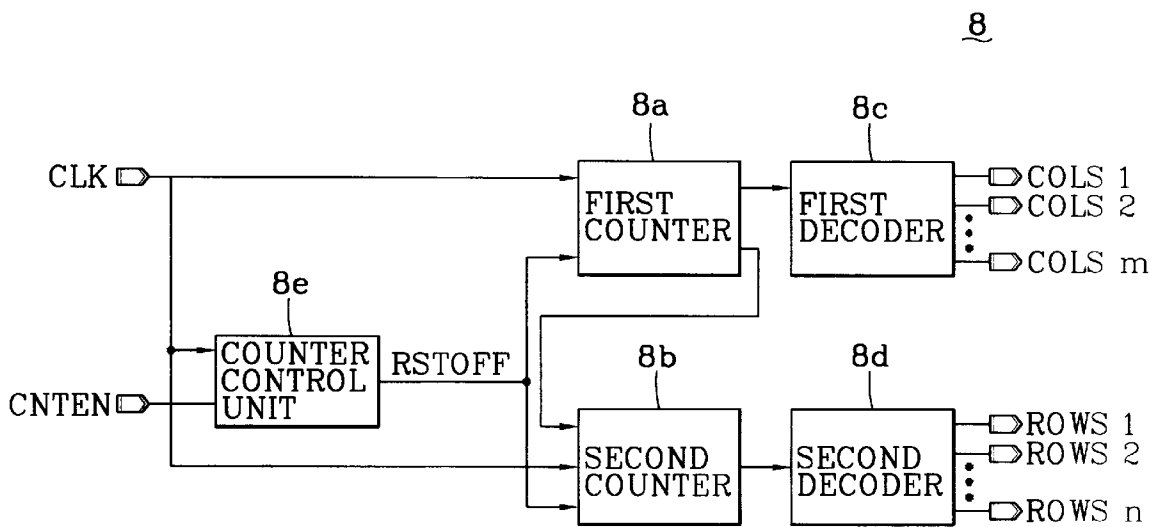 8
8a
8c
CLK
FIRST
COUNTER
FIRST
DECODER
COLS 1
COLS 2
COLS m
8e
COUNTER
CONTROL
UNIT
RSTOFF
CNTEN
8b
8d
SECOND
COUNTER
SECOND
DECODER
ROWS 1
ROWS 2
ROWS n